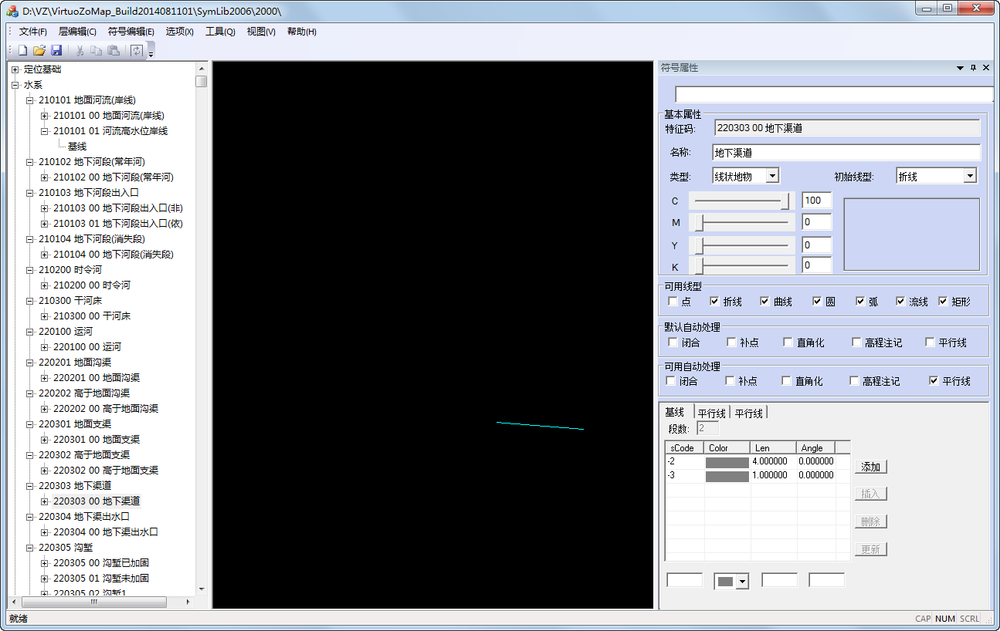 D:\VZ\VirtuoZoMap_Build2014081101\SymLib2006\2000\
文件(F) 层编辑(C) 符号编辑(E) 选项(X) 工具(Q) 视图(V) 帮助(H)
定位基础
水系
210101 地面河流(岸线)
210101 00 地面河流(岸线)
210101 01 河流高水位岸线
基线
210102 地下河段(常年河)
210102 00 地下河段(常年河)
210103 地下河段出入口
210103 00 地下河段出入口(非)
210103 01 地下河段出入口(依)
210104 地下河段(消失段)
210104 00 地下河段(消失段)
210200 时令河
210200 00 时令河
210300 干河床
210300 00 干河床
220100 运河
220100 00 运河
220201 地面沟渠
220201 00 地面沟渠
220202 高于地面沟渠
220202 00 高于地面沟渠
220301 地面支渠
220301 00 地面支渠
220302 高于地面支渠
220302 00 高于地面支渠
220303 地下渠道
220303 00 地下渠道
220304 地下渠出水口
220304 00 地下渠出水口
220305 沟堑
220305 00 沟堑已加固
220305 01 沟堑未加固
220305 02 沟堑1
符号属性
基本属性
特征码: 220303 00 地下渠道
名称: 地下渠道
类型: 线状地物 初始线型: 折线
C 100
M 0
Y 0
K 0
可用线型
点 折线 曲线 圆 弧 流线 矩形
默认自动处理
闭合 补点 直角化 高程注记 平行线
可用自动处理
闭合 补点 直角化 高程注记 平行线
基线 平行线 平行线
段数: 2
sCode Color Len Angle
-2 4.000000 0.000000
-3 1.000000 0.000000
添加
插入
删除
更新
就绪 CAP NUM SCRL